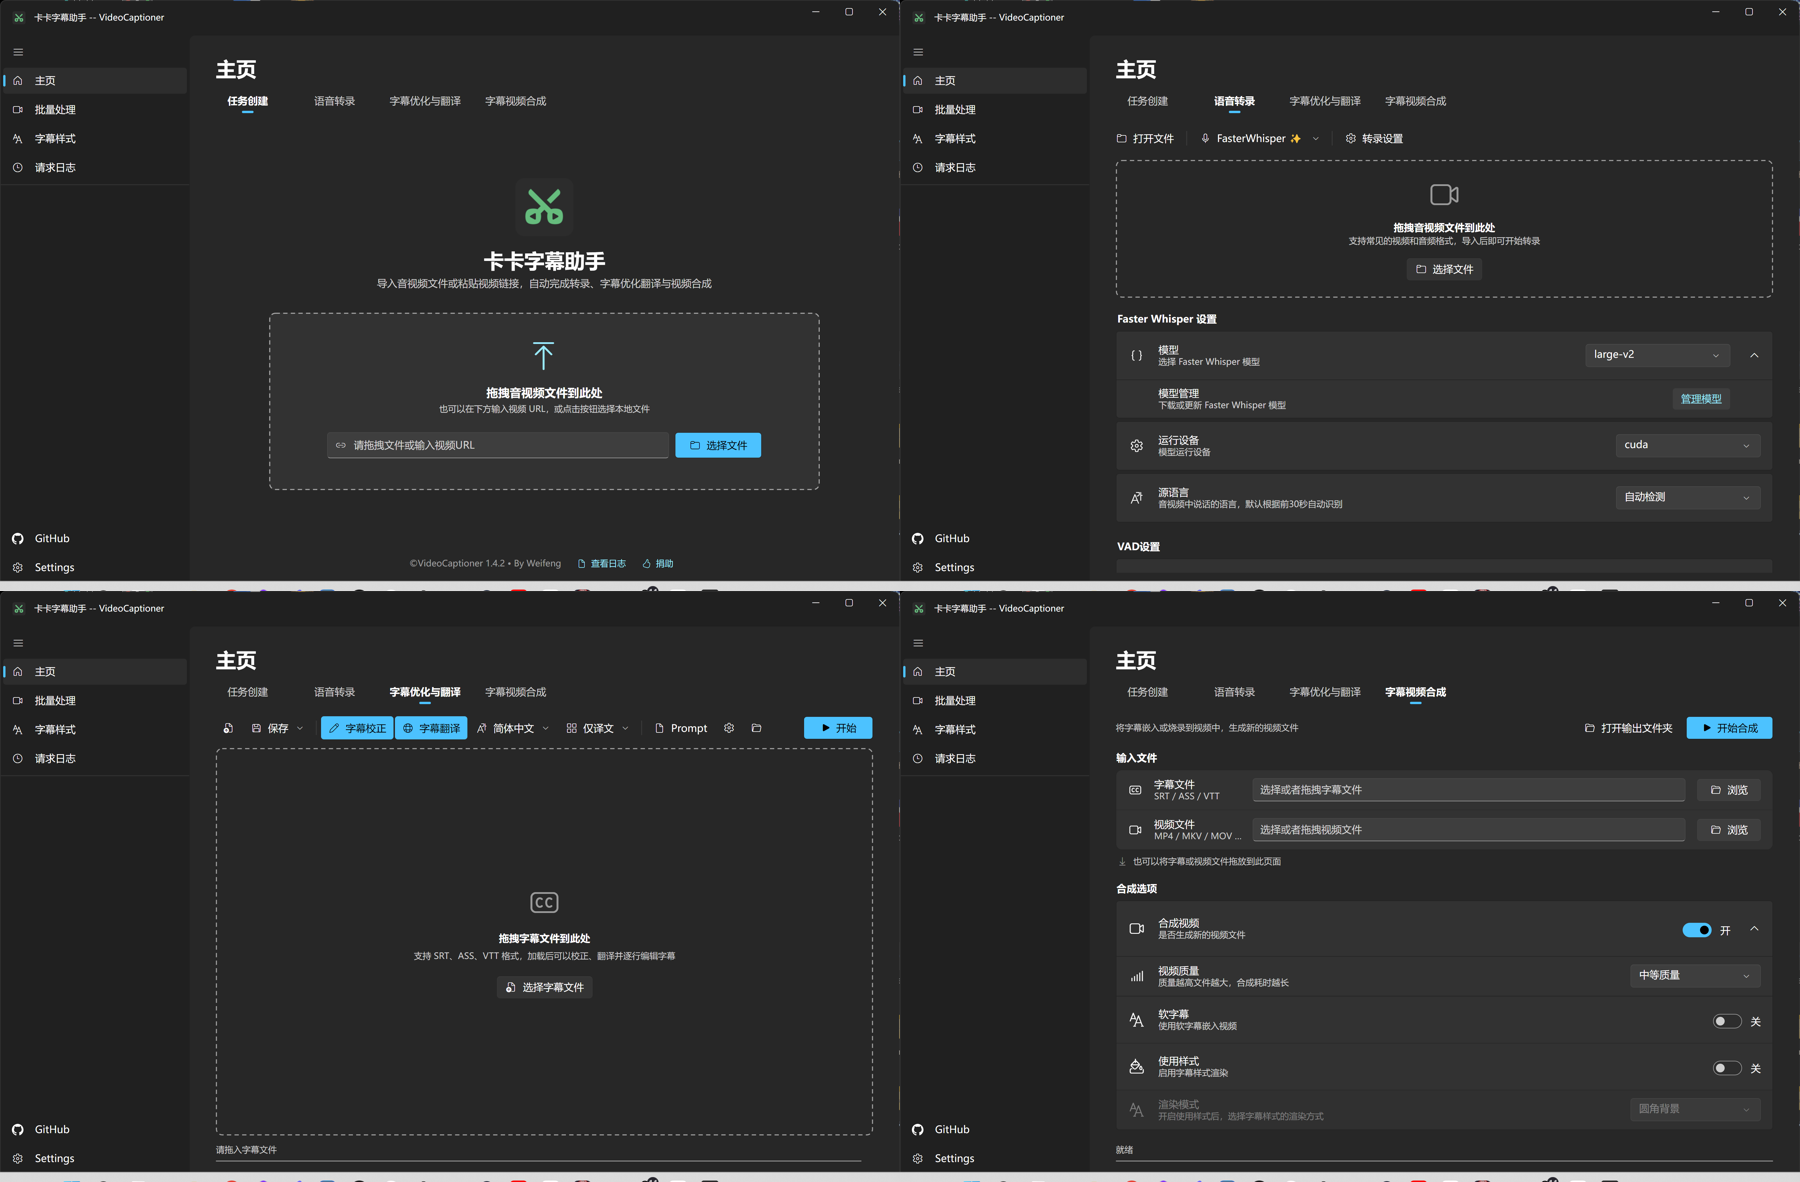 卡卡字幕助手 -- VideoCaptioner
主页
批量处理
字幕样式
请求日志
GitHub
Settings
主页
任务创建 语音转录 字幕优化与翻译 字幕视频合成
卡卡字幕助手
导入音视频文件或粘贴视频链接，自动完成转录、字幕优化翻译与视频合成
拖拽音视频文件到此处
也可以在下方输入视频 URL，或点击按钮选择本地文件
请拖拽文件或输入视频URL 选择文件
©VideoCaptioner 1.4.2 • By Weifeng 查看日志 捐助
卡卡字幕助手 -- VideoCaptioner
主页
批量处理
字幕样式
请求日志
GitHub
Settings
主页
任务创建 语音转录 字幕优化与翻译 字幕视频合成
打开文件 FasterWhisper ✨ 转录设置
拖拽音视频文件到此处
支持常见的视频和音频格式，导入后即可开始转录
选择文件
Faster Whisper 设置
模型
选择 Faster Whisper 模型
large-v2
模型管理
下载或更新 Faster Whisper 模型
管理模型
运行设备
模型运行设备
cuda
源语言
音视频中说话的语言，默认根据前30秒自动识别
自动检测
VAD设置
卡卡字幕助手 -- VideoCaptioner
主页
批量处理
字幕样式
请求日志
GitHub
Settings
主页
任务创建 语音转录 字幕优化与翻译 字幕视频合成
保存 字幕校正 字幕翻译 简体中文 仅译文 Prompt 开始
CC
拖拽字幕文件到此处
支持 SRT、ASS、VTT 格式，加载后可以校正、翻译并逐行编辑字幕
选择字幕文件
请拖入字幕文件
卡卡字幕助手 -- VideoCaptioner
主页
批量处理
字幕样式
请求日志
GitHub
Settings
主页
任务创建 语音转录 字幕优化与翻译 字幕视频合成
将字幕嵌入或烧录到视频中，生成新的视频文件 打开输出文件夹 开始合成
输入文件
字幕文件
SRT / ASS / VTT
选择或者拖拽字幕文件 浏览
视频文件
MP4 / MKV / MOV ...
选择或者拖拽视频文件 浏览
也可以将字幕或视频文件拖放到此页面
合成选项
合成视频
是否生成新的视频文件
开
视频质量
质量越高文件越大，合成耗时越长
中等质量
软字幕
使用软字幕嵌入视频
关
使用样式
启用字幕样式渲染
关
渲染模式
开启使用样式后，选择字幕样式的渲染方式
圆角背景
就绪